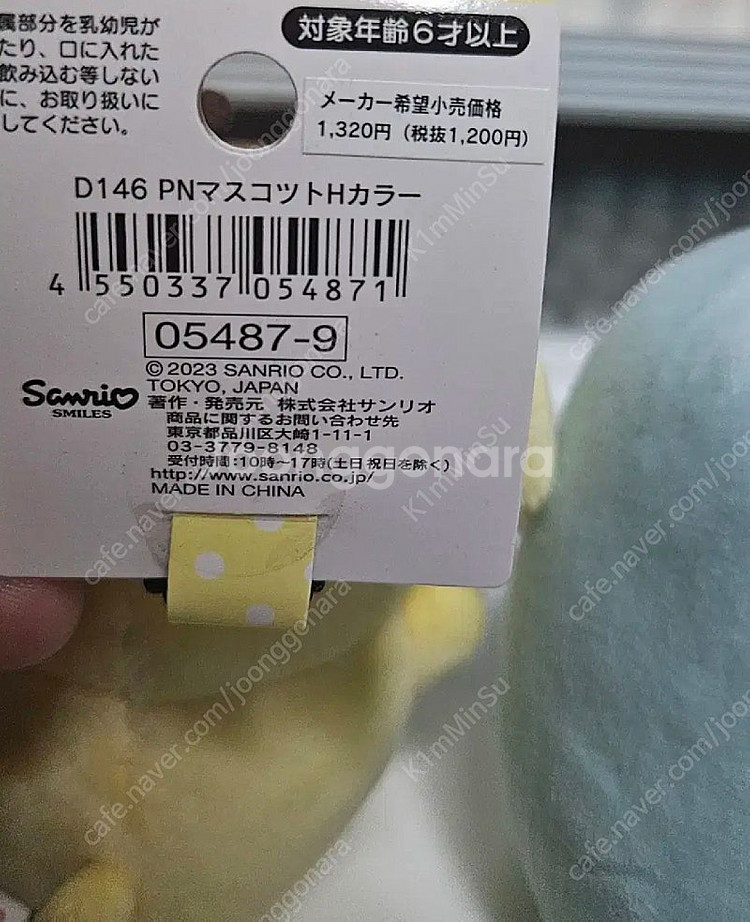 属部分を乳幼児が
たり、口に入れた
飲み込む等しない
に、お取り扱いに
してください。
対象年齢6才以上
メーカー希望小売価格
1,320円（税抜1,200円）
D146 PNマスコツトHカラー
4 550337 054871
05487-9
© 2023 SANRIO CO., LTD.
TOKYO, JAPAN
Sanrio
SMILES
著作・発売元 株式会社サンリオ
商品に関するお問い合わせ先
東京都品川区大崎1-11-1
03-3779-8148
受付時間:10時〜17時(土日祝日を除く)
http://www.sanrio.co.jp/
MADE IN CHINA
joonggonara
cafe.naver.com/joonggonara
K1mMinSu